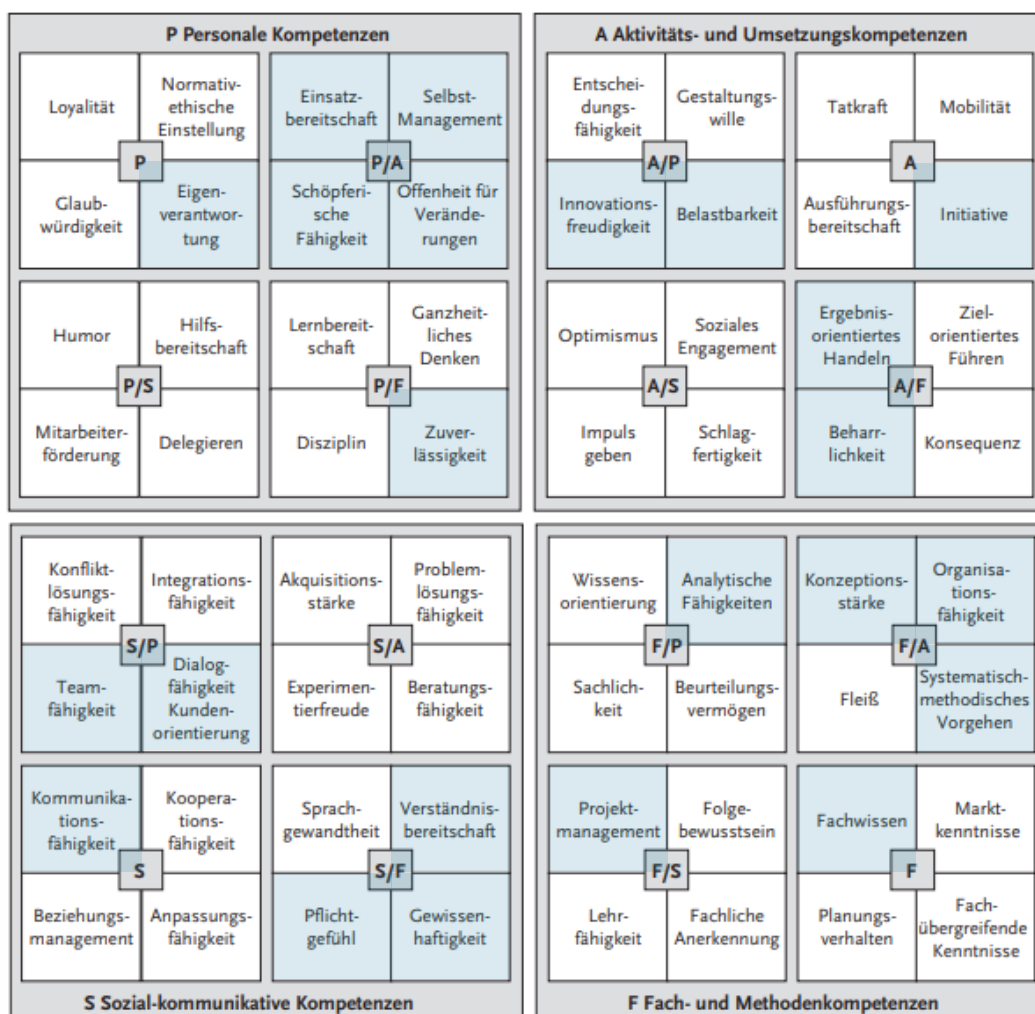 P Personale Kompetenzen
Loyalität
Normativ-
ethische
Einstellung
P
Glaub-
würdigkeit
Eigen-
verantwor-
tung
Einsatz-
bereitschaft
Selbst-
Management
P/A
Schöpferi-
sche
Fähigkeit
Offenheit für
Verände-
rungen
Humor
Hilfs-
bereitschaft
P/S
Mitarbeiter-
förderung
Delegieren
Lernbereit-
schaft
Ganzheit-
liches
Denken
P/F
Disziplin
Zuver-
lässigkeit
A Aktivitäts- und Umsetzungskompetenzen
Entschei-
dungs-
fähigkeit
Gestaltungs-
wille
A/P
Innovations-
freudigkeit
Belastbarkeit
Tatkraft
Mobilität
A
Ausführungs-
bereitschaft
Initiative
Optimismus
Soziales
Engagement
A/S
Impuls
geben
Schlag-
fertigkeit
Ergebnis-
orientiertes
Handeln
Ziel-
orientiertes
Führen
A/F
Beharr-
lichkeit
Konsequenz
Konflikt-
lösungs-
fähigkeit
Integrations-
fähigkeit
S/P
Team-
fähigkeit
Dialog-
fähigkeit
Kunden-
orientierung
Akquisitions-
stärke
Problem-
lösungs-
fähigkeit
S/A
Experimen-
tierfreude
Beratungs-
fähigkeit
Kommunika-
tions-
fähigkeit
Koopera-
tions-
fähigkeit
S
Beziehungs-
management
Anpassungs-
fähigkeit
Sprach-
gewandtheit
Verständnis-
bereitschaft
S/F
Pflicht-
gefühl
Gewissen-
haftigkeit
S Sozial-kommunikative Kompetenzen
Wissens-
orientierung
Analytische
Fähigkeiten
F/P
Sachlich-
keit
Beurteilungs-
vermögen
Konzeptions-
stärke
Organisa-
tions-
fähigkeit
F/A
Fleiß
Systematisch-
methodisches
Vorgehen
Projekt-
management
Folge-
bewusstsein
F/S
Lehr-
fähigkeit
Fachliche
Anerkennung
Fachwissen
Markt-
kenntnisse
F
Planungs-
verhalten
Fach-
übergreifende
Kenntnisse
F Fach- und Methodenkompetenzen